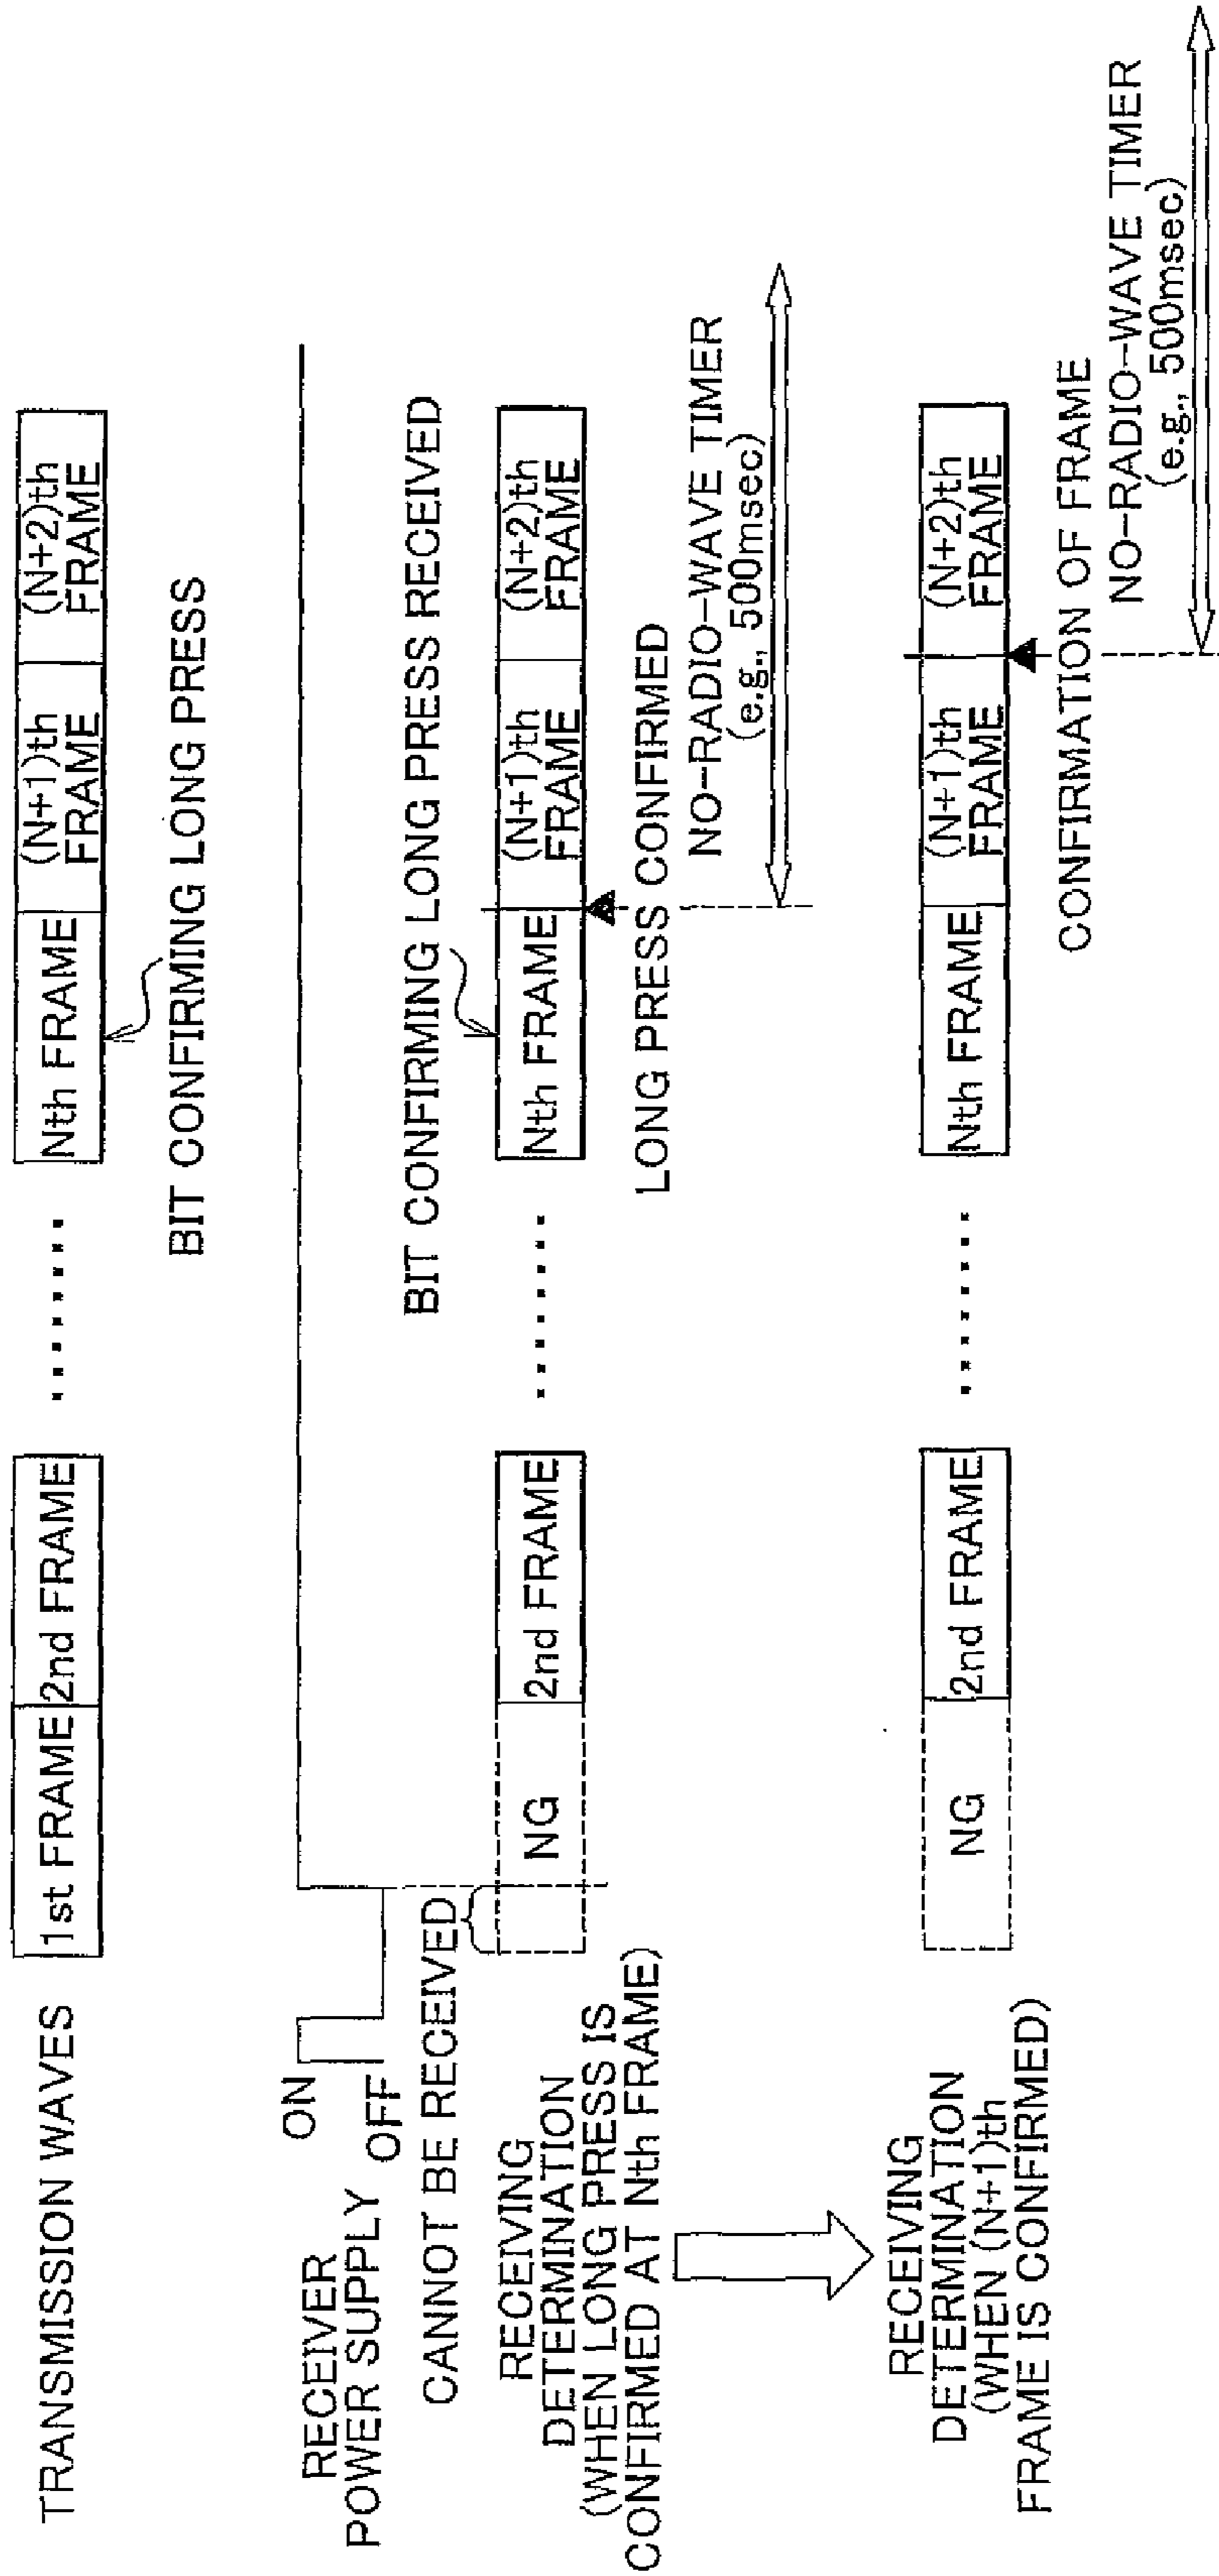 TRANSMISSION WAVES
1st FRAME
2nd FRAME
.......
Nth FRAME
(N+1)th
FRAME
(N+2)th
FRAME
BIT CONFIRMING LONG PRESS
RECEIVER
POWER SUPPLY
ON
OFF
CANNOT BE RECEIVED
BIT CONFIRMING LONG PRESS RECEIVED
RECEIVING
DETERMINATION
(WHEN LONG PRESS IS
CONFIRMED AT Nth FRAME)
NG
2nd FRAME
........
Nth FRAME
(N+1)th
FRAME
(N+2)th
FRAME
LONG PRESS CONFIRMED
NO-RADIO-WAVE TIMER
(e.g., 500msec)
RECEIVING
DETERMINATION
(WHEN (N+1)th
FRAME IS CONFIRMED)
NG
2nd FRAME
........
Nth FRAME
(N+1)th
FRAME
(N+2)th
FRAME
CONFIRMATION OF FRAME
NO-RADIO-WAVE TIMER
(e.g., 500msec)